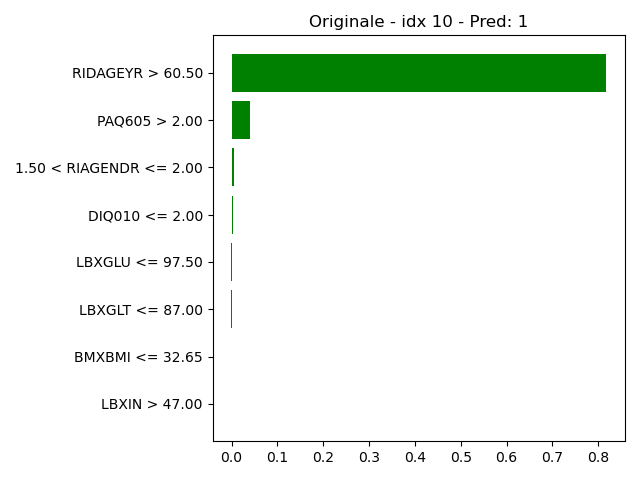 Originale - idx 10 - Pred: 1
RIDAGEYR > 60.50
PAQ605 > 2.00
1.50 < RIAGENDR <= 2.00
DIQ010 <= 2.00
LBXGLU <= 97.50
LBXGLT <= 87.00
BMXBMI <= 32.65
LBXIN > 47.00
0.0 0.1 0.2 0.3 0.4 0.5 0.6 0.7 0.8